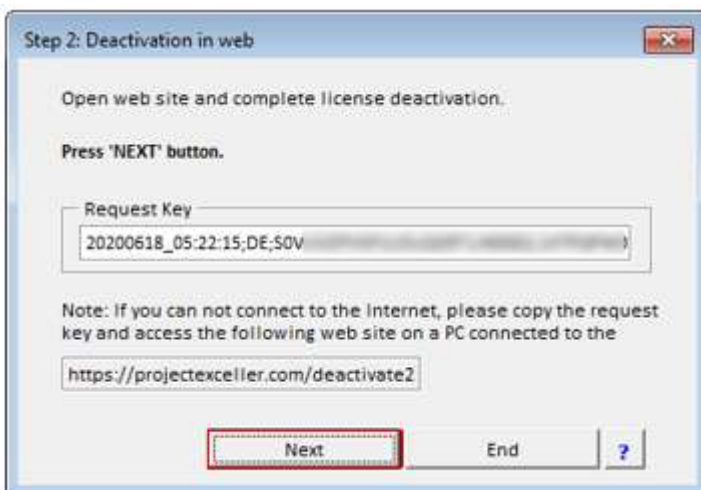 Step 2: Deactivation in web
Open web site and complete license deactivation.
Press 'NEXT' button.
Request Key
20200618_05:22:15;DE;S0V
Note: If you can not connect to the Internet, please copy the request
key and access the following web site on a PC connected to the
https://projectexceller.com/deactivate2
Next End ?